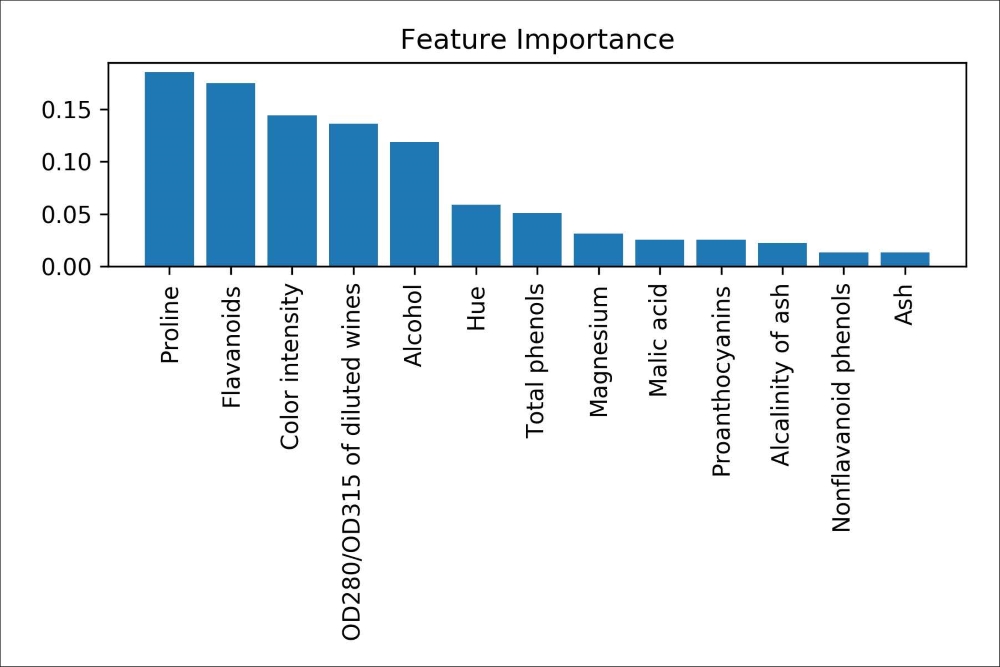 Feature Importance
0.15
0.10
0.05
0.00
Proline
Flavanoids
Color intensity
OD280/OD315 of diluted wines
Alcohol
Hue
Total phenols
Magnesium
Malic acid
Proanthocyanins
Alcalinity of ash
Nonflavanoid phenols
Ash